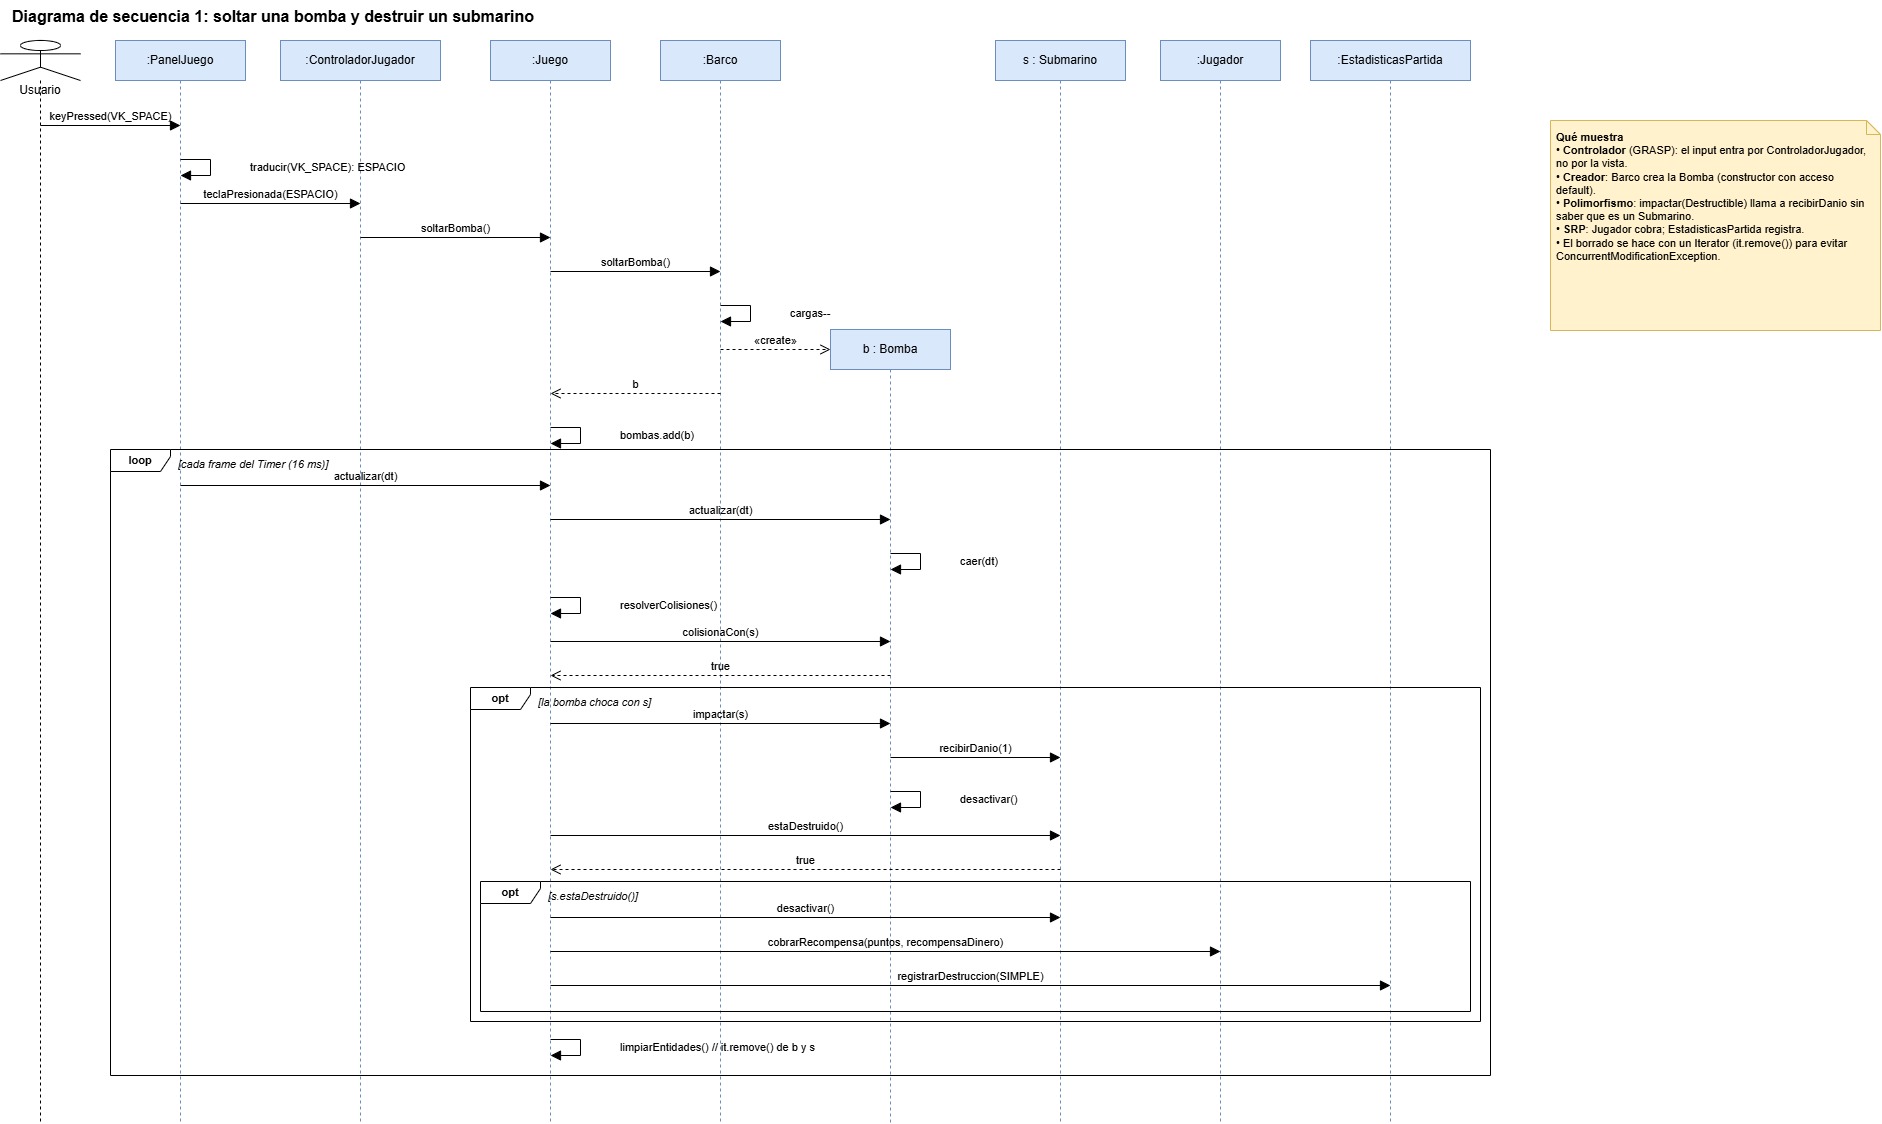 Diagrama de secuencia 1: soltar una bomba y destruir un submarino
Usuario
:PanelJuego
:ControladorJugador
:Juego
:Barco
s : Submarino
:Jugador
:EstadisticasPartida
keyPressed(VK_SPACE)
traducir(VK_SPACE): ESPACIO
teclaPresionada(ESPACIO)
soltarBomba()
soltarBomba()
cargas--
«create»
b : Bomba
b
bombas.add(b)
loop
[cada frame del Timer (16 ms)]
actualizar(dt)
actualizar(dt)
caer(dt)
resolverColisiones()
colisionaCon(s)
true
opt
[la bomba choca con s]
impactar(s)
recibirDanio(1)
desactivar()
estaDestruido()
true
opt
[s.estaDestruido()]
desactivar()
cobrarRecompensa(puntos, recompensaDinero)
registrarDestruccion(SIMPLE)
limpiarEntidades() // it.remove() de b y s
Qué muestra
• Controlador (GRASP): el input entra por ControladorJugador,
no por la vista.
• Creador: Barco crea la Bomba (constructor con acceso
default).
• Polimorfismo: impactar(Destructible) llama a recibirDanio sin
saber que es un Submarino.
• SRP: Jugador cobra; EstadisticasPartida registra.
• El borrado se hace con un Iterator (it.remove()) para evitar
ConcurrentModificationException.